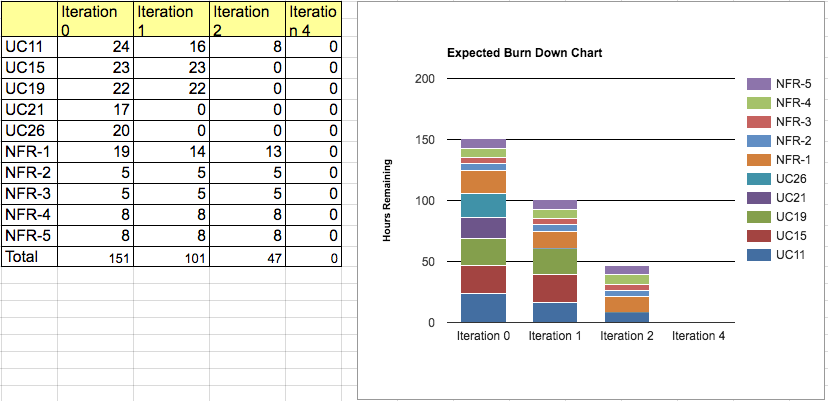 Iteration 0 Iteration 1 Iteration 2 Iteratio
n 4
UC11 24 16 8 0
UC15 23 23 0 0
UC19 22 22 0 0
UC21 17 0 0 0
UC26 20 0 0 0
NFR-1 19 14 13 0
NFR-2 5 5 5 0
NFR-3 5 5 5 0
NFR-4 8 8 8 0
NFR-5 8 8 8 0
Total 151 101 47 0
Expected Burn Down Chart
Hours Remaining
200
150
100
50
0
Iteration 0 Iteration 1 Iteration 2 Iteration 4
NFR-5
NFR-4
NFR-3
NFR-2
NFR-1
UC26
UC21
UC19
UC15
UC11